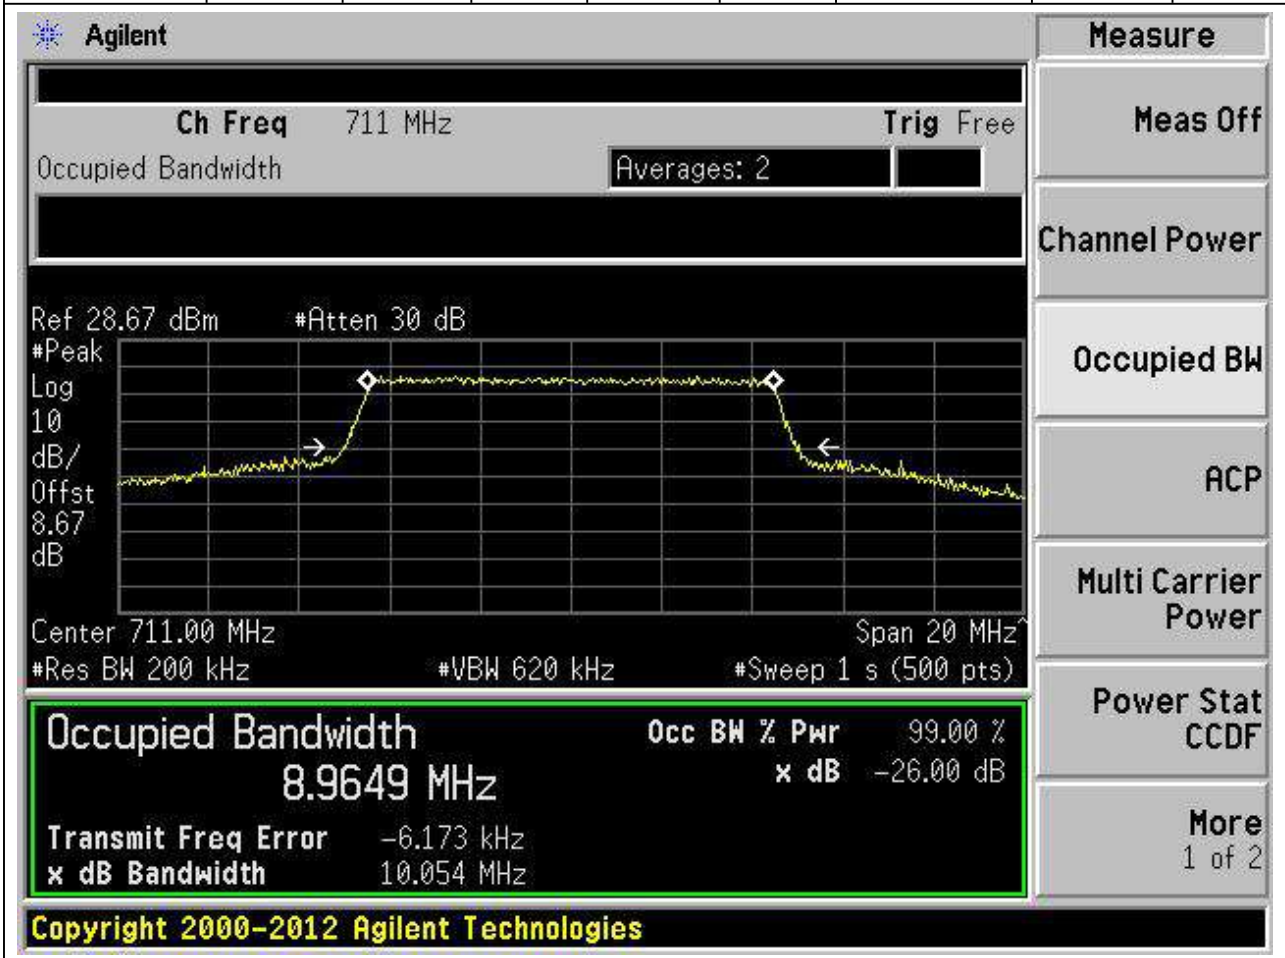 Agilent
Measure
Ch Freq 711 MHz Trig Free
Meas Off
Occupied Bandwidth Averages: 2
Channel Power
Ref 28.67 dBm #Atten 30 dB
#Peak
Log
10
dB/
Offst
8.67
dB
Occupied BW
ACP
Multi Carrier
Power
Center 711.00 MHz Span 20 MHz^
#Res BW 200 kHz #VBW 620 kHz #Sweep 1 s (500 pts)
Power Stat
CCDF
Occupied Bandwidth Occ BW % Pwr 99.00 %
8.9649 MHz x dB -26.00 dB
Transmit Freq Error -6.173 kHz
x dB Bandwidth 10.054 MHz
More
1 of 2
Copyright 2000-2012 Agilent Technologies